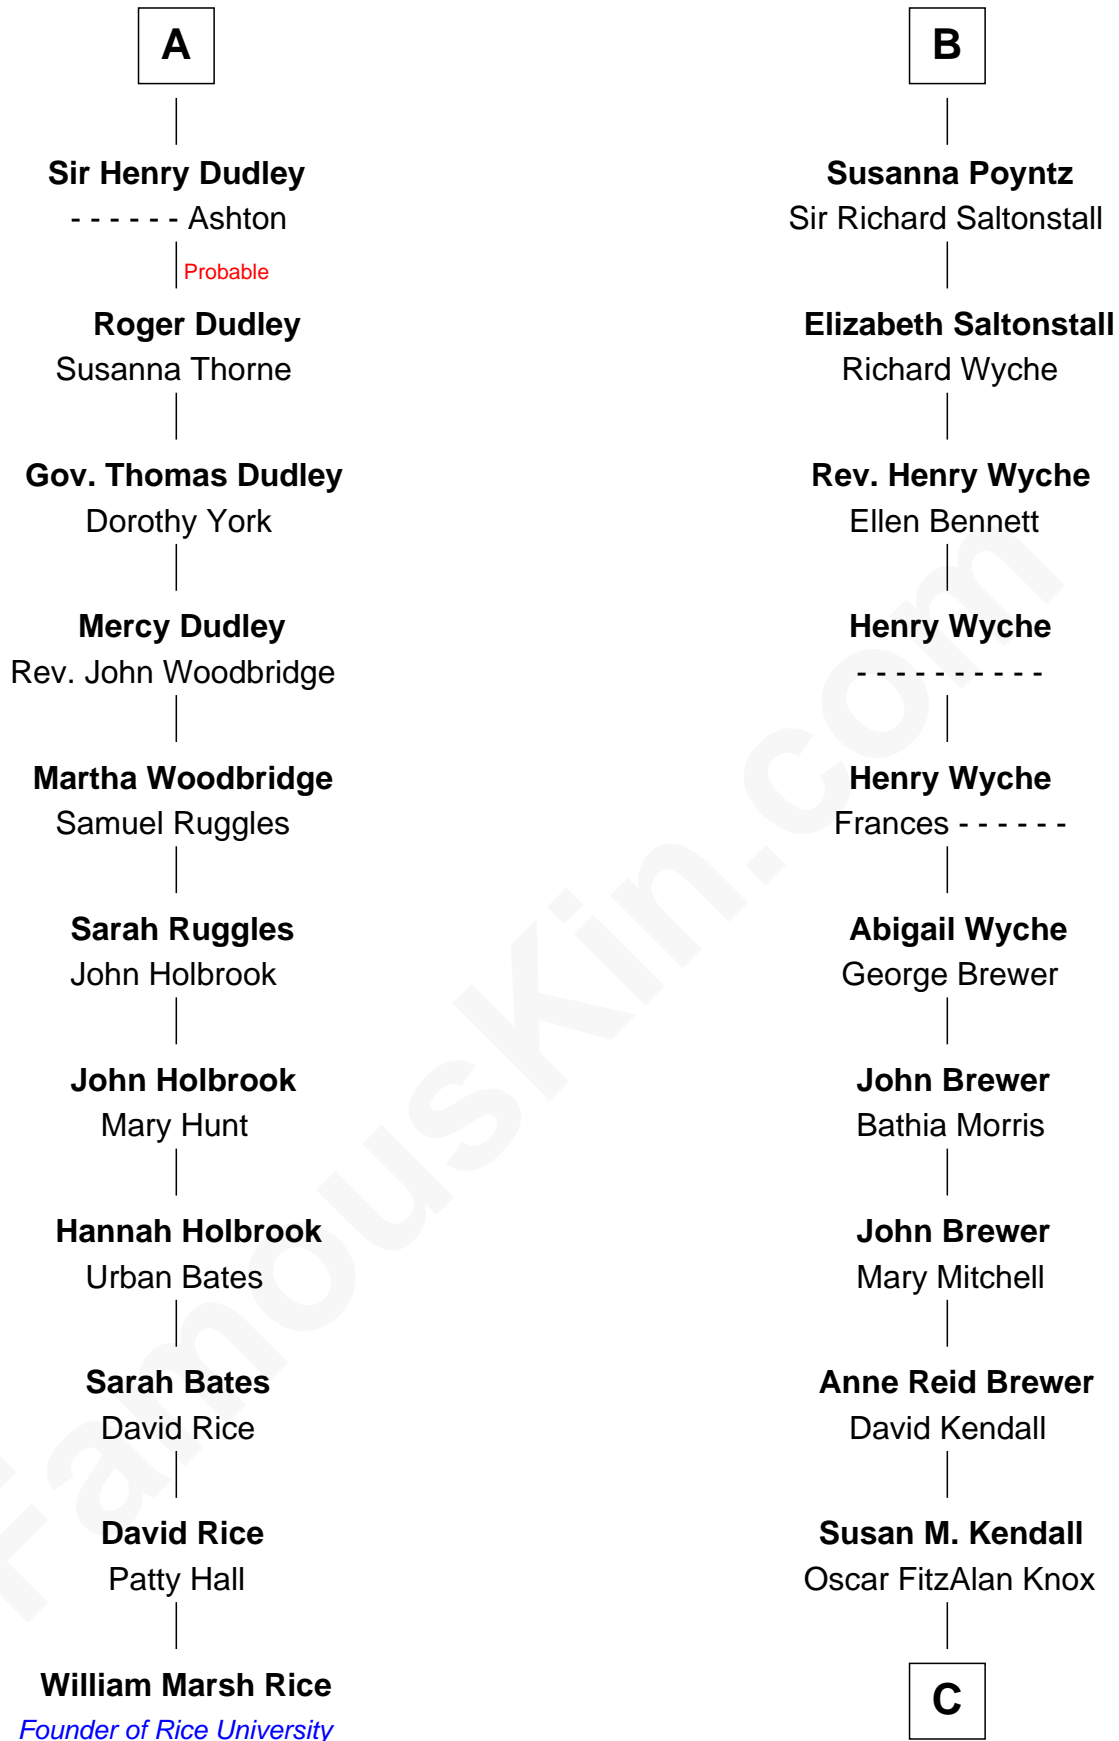 A
Sir Henry Dudley
- - - - - - Ashton
Probable
Roger Dudley
Susanna Thorne
Gov. Thomas Dudley
Dorothy York
Mercy Dudley
Rev. John Woodbridge
Martha Woodbridge
Samuel Ruggles
Sarah Ruggles
John Holbrook
John Holbrook
Mary Hunt
Hannah Holbrook
Urban Bates
Sarah Bates
David Rice
David Rice
Patty Hall
William Marsh Rice
Founder of Rice University
B
Susanna Poyntz
Sir Richard Saltonstall
Elizabeth Saltonstall
Richard Wyche
Rev. Henry Wyche
Ellen Bennett
Henry Wyche
- - - - - - - - - -
Henry Wyche
Frances - - - - - -
Abigail Wyche
George Brewer
John Brewer
Bathia Morris
John Brewer
Mary Mitchell
Anne Reid Brewer
David Kendall
Susan M. Kendall
Oscar FitzAlan Knox
C
FamousKin.com